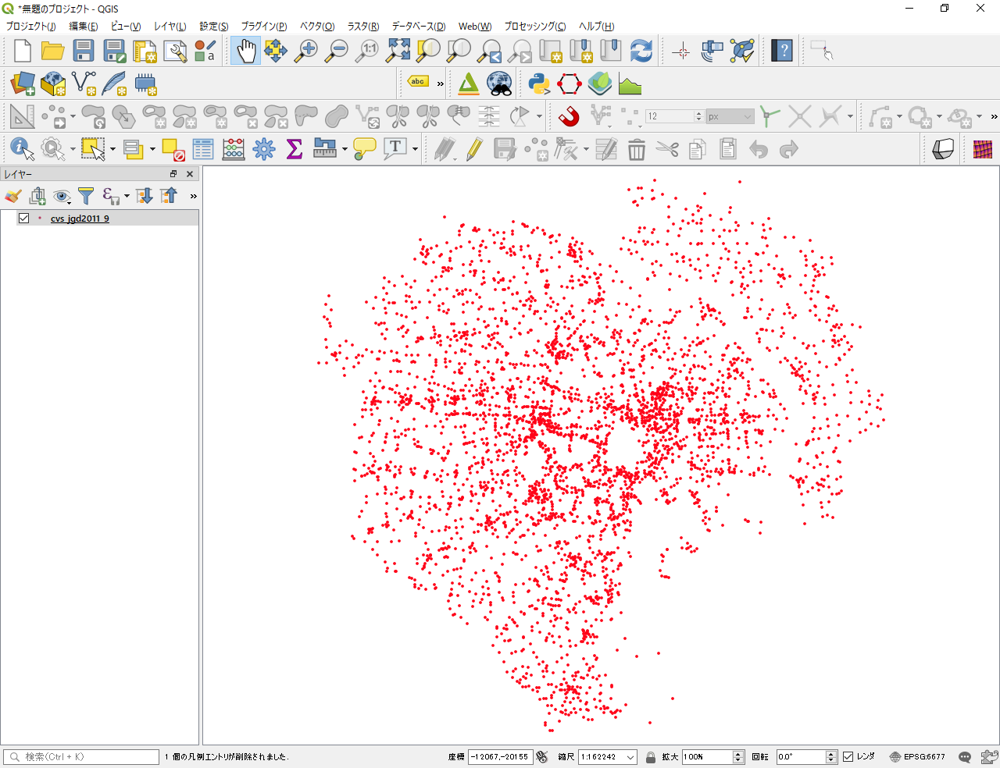 *無題のプロジェクト - QGIS
プロジェクト(J) 編集(E) ビュー(V) レイヤ(L) 設定(S) プラグイン(P) ベクタ(O) ラスタ(R) データベース(D) Web(W) プロセッシング(C) ヘルプ(H)
1:1
a
abc »
12 px »
T
レイヤー
»
cvs_jgd2011_9
検索(Ctrl + K) 1 個の凡例エントリが削除されました. 座標 -12067,-20155 縮尺 1:162242 拡大 100% 回転 0.0° レンダ EPSG:6677